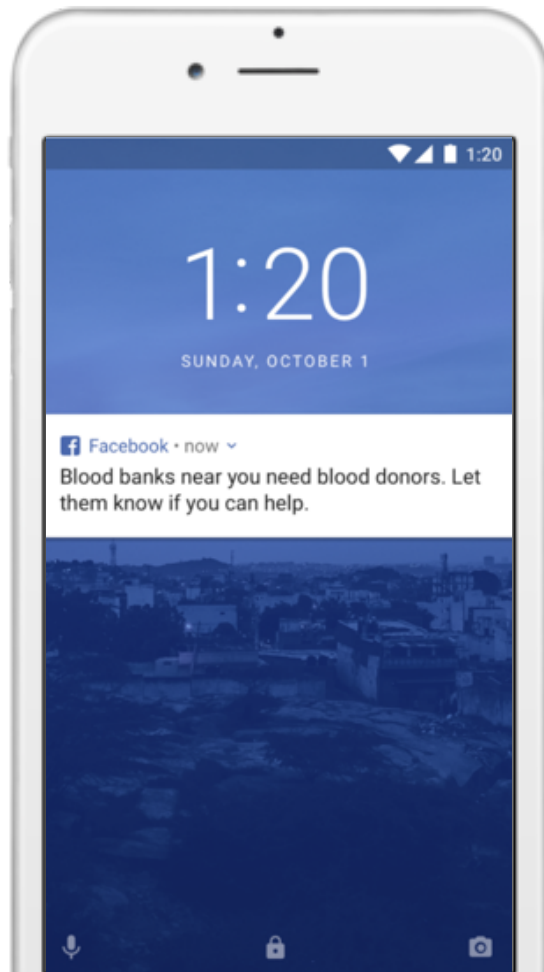 1:20
1:20
SUNDAY, OCTOBER 1
Facebook • now
Blood banks near you need blood donors. Let
them know if you can help.